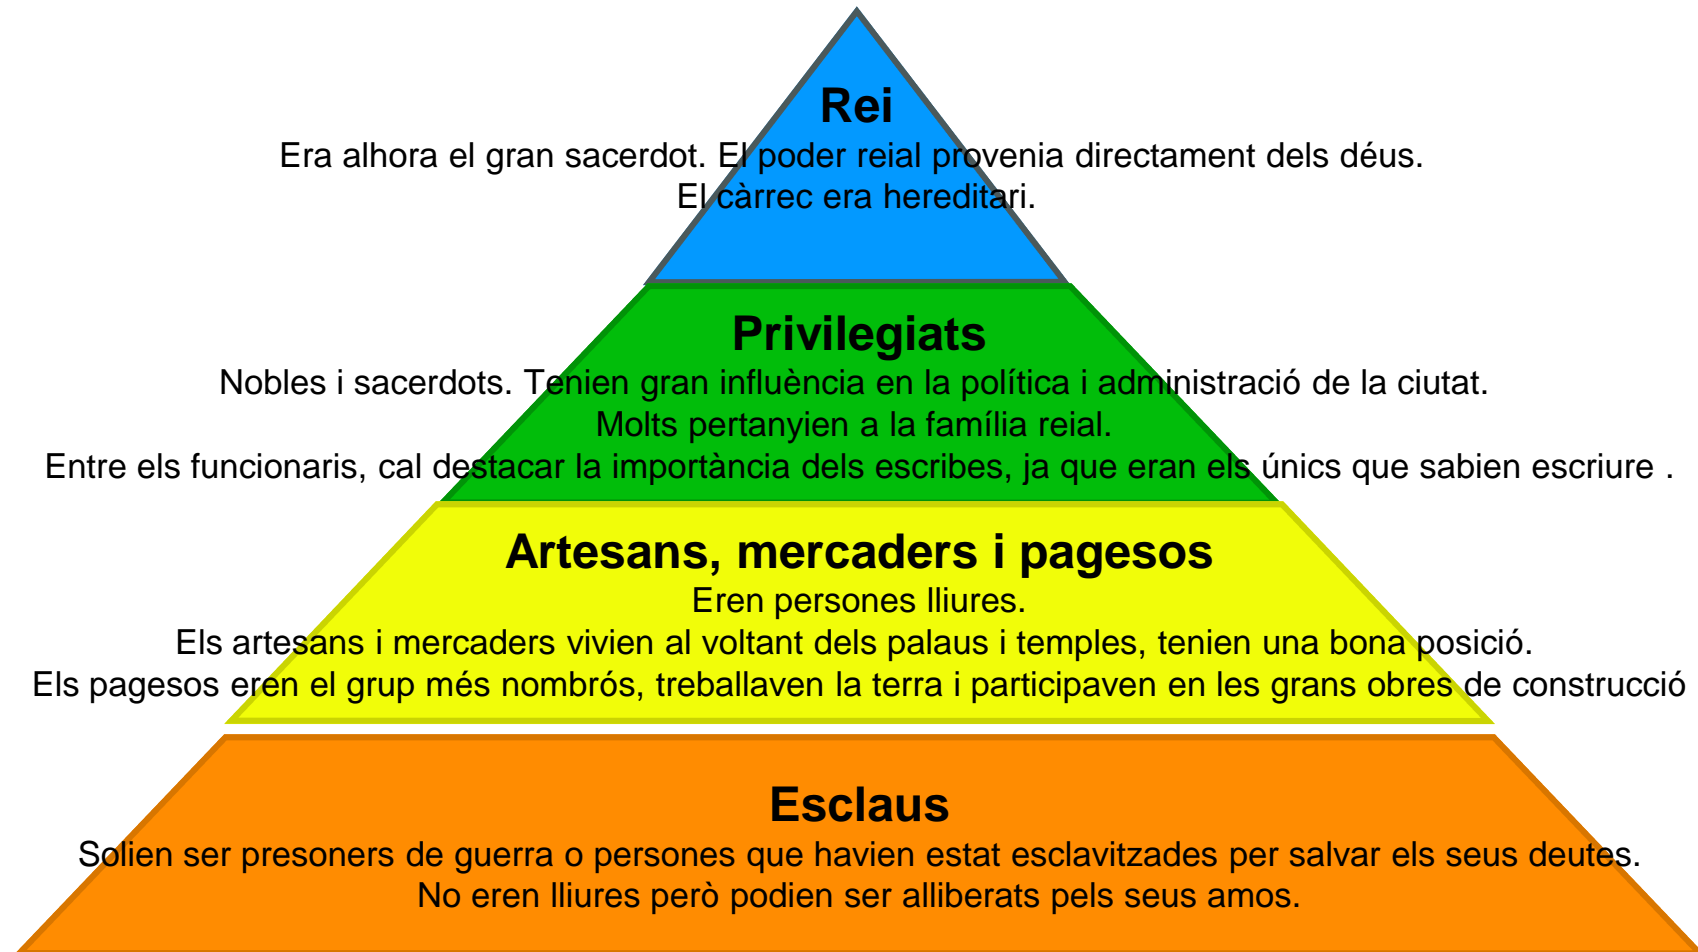 Rei
Era alhora el gran sacerdot. El poder reial provenia directament dels déus.
El càrrec era hereditari.
Privilegiats
Nobles i sacerdots. Tenien gran influència en la política i administració de la ciutat.
Molts pertanyien a la família reial.
Entre els funcionaris, cal destacar la importància dels escribes, ja que eran els únics que sabien escriure .
Artesans, mercaders i pagesos
Eren persones lliures.
Els artesans i mercaders vivien al voltant dels palaus i temples, tenien una bona posició.
Els pagesos eren el grup més nombrós, treballaven la terra i participaven en les grans obres de construcció
Esclaus
Solien ser presoners de guerra o persones que havien estat esclavitzades per salvar els seus deutes.
No eren lliures però podien ser alliberats pels seus amos.